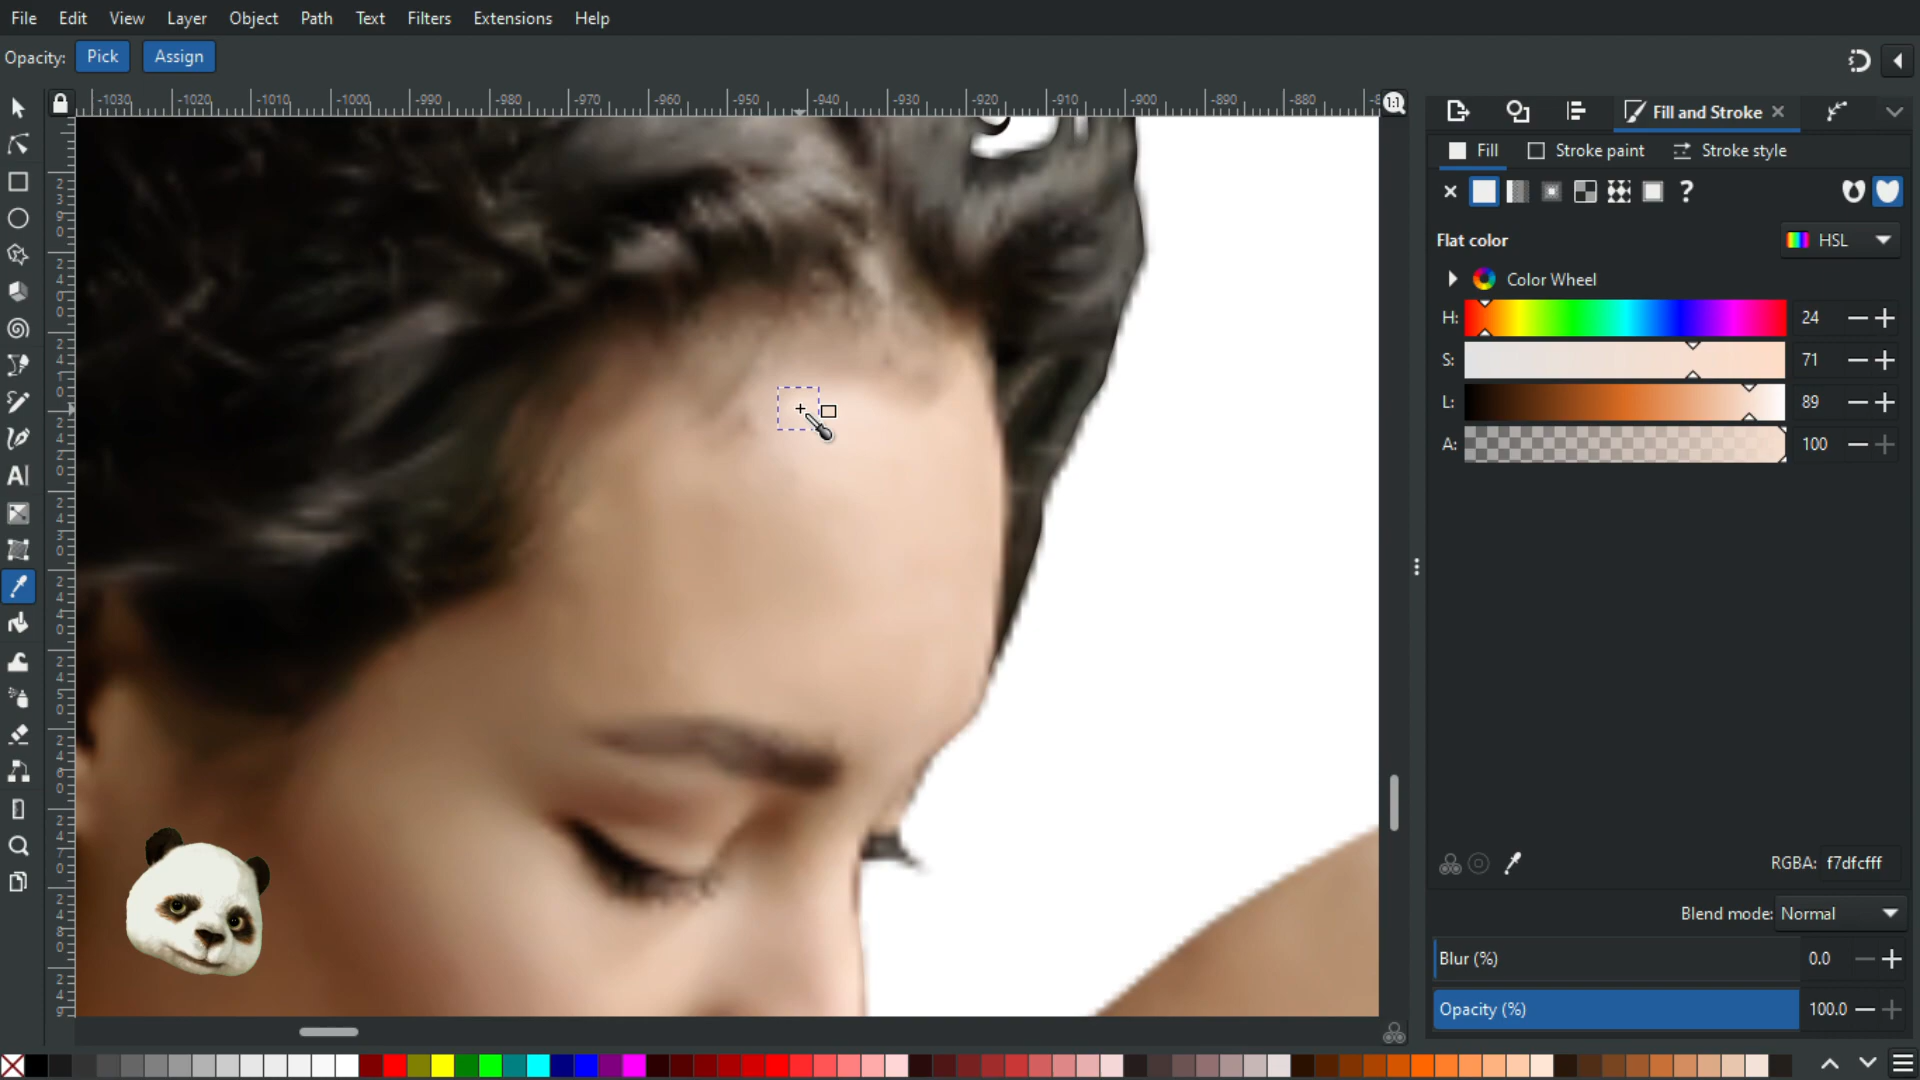 File Edit View Layer Object Path Text Filters Extensions Help
Opacity: Pick Assign
-1030 -1020 -1010 -1000 -990 -980 -970 -960 -950 -940 -930 -920 -910 -900 -890 -880
1:1
Fill and Stroke
Fill Stroke paint Stroke style
?
Flat color HSL
Color Wheel
H: 24
S: 71
L: 89
A: 100
RGBA: f7dfcfff
Blend mode: Normal
Blur (%) 0.0
Opacity (%) 100.0